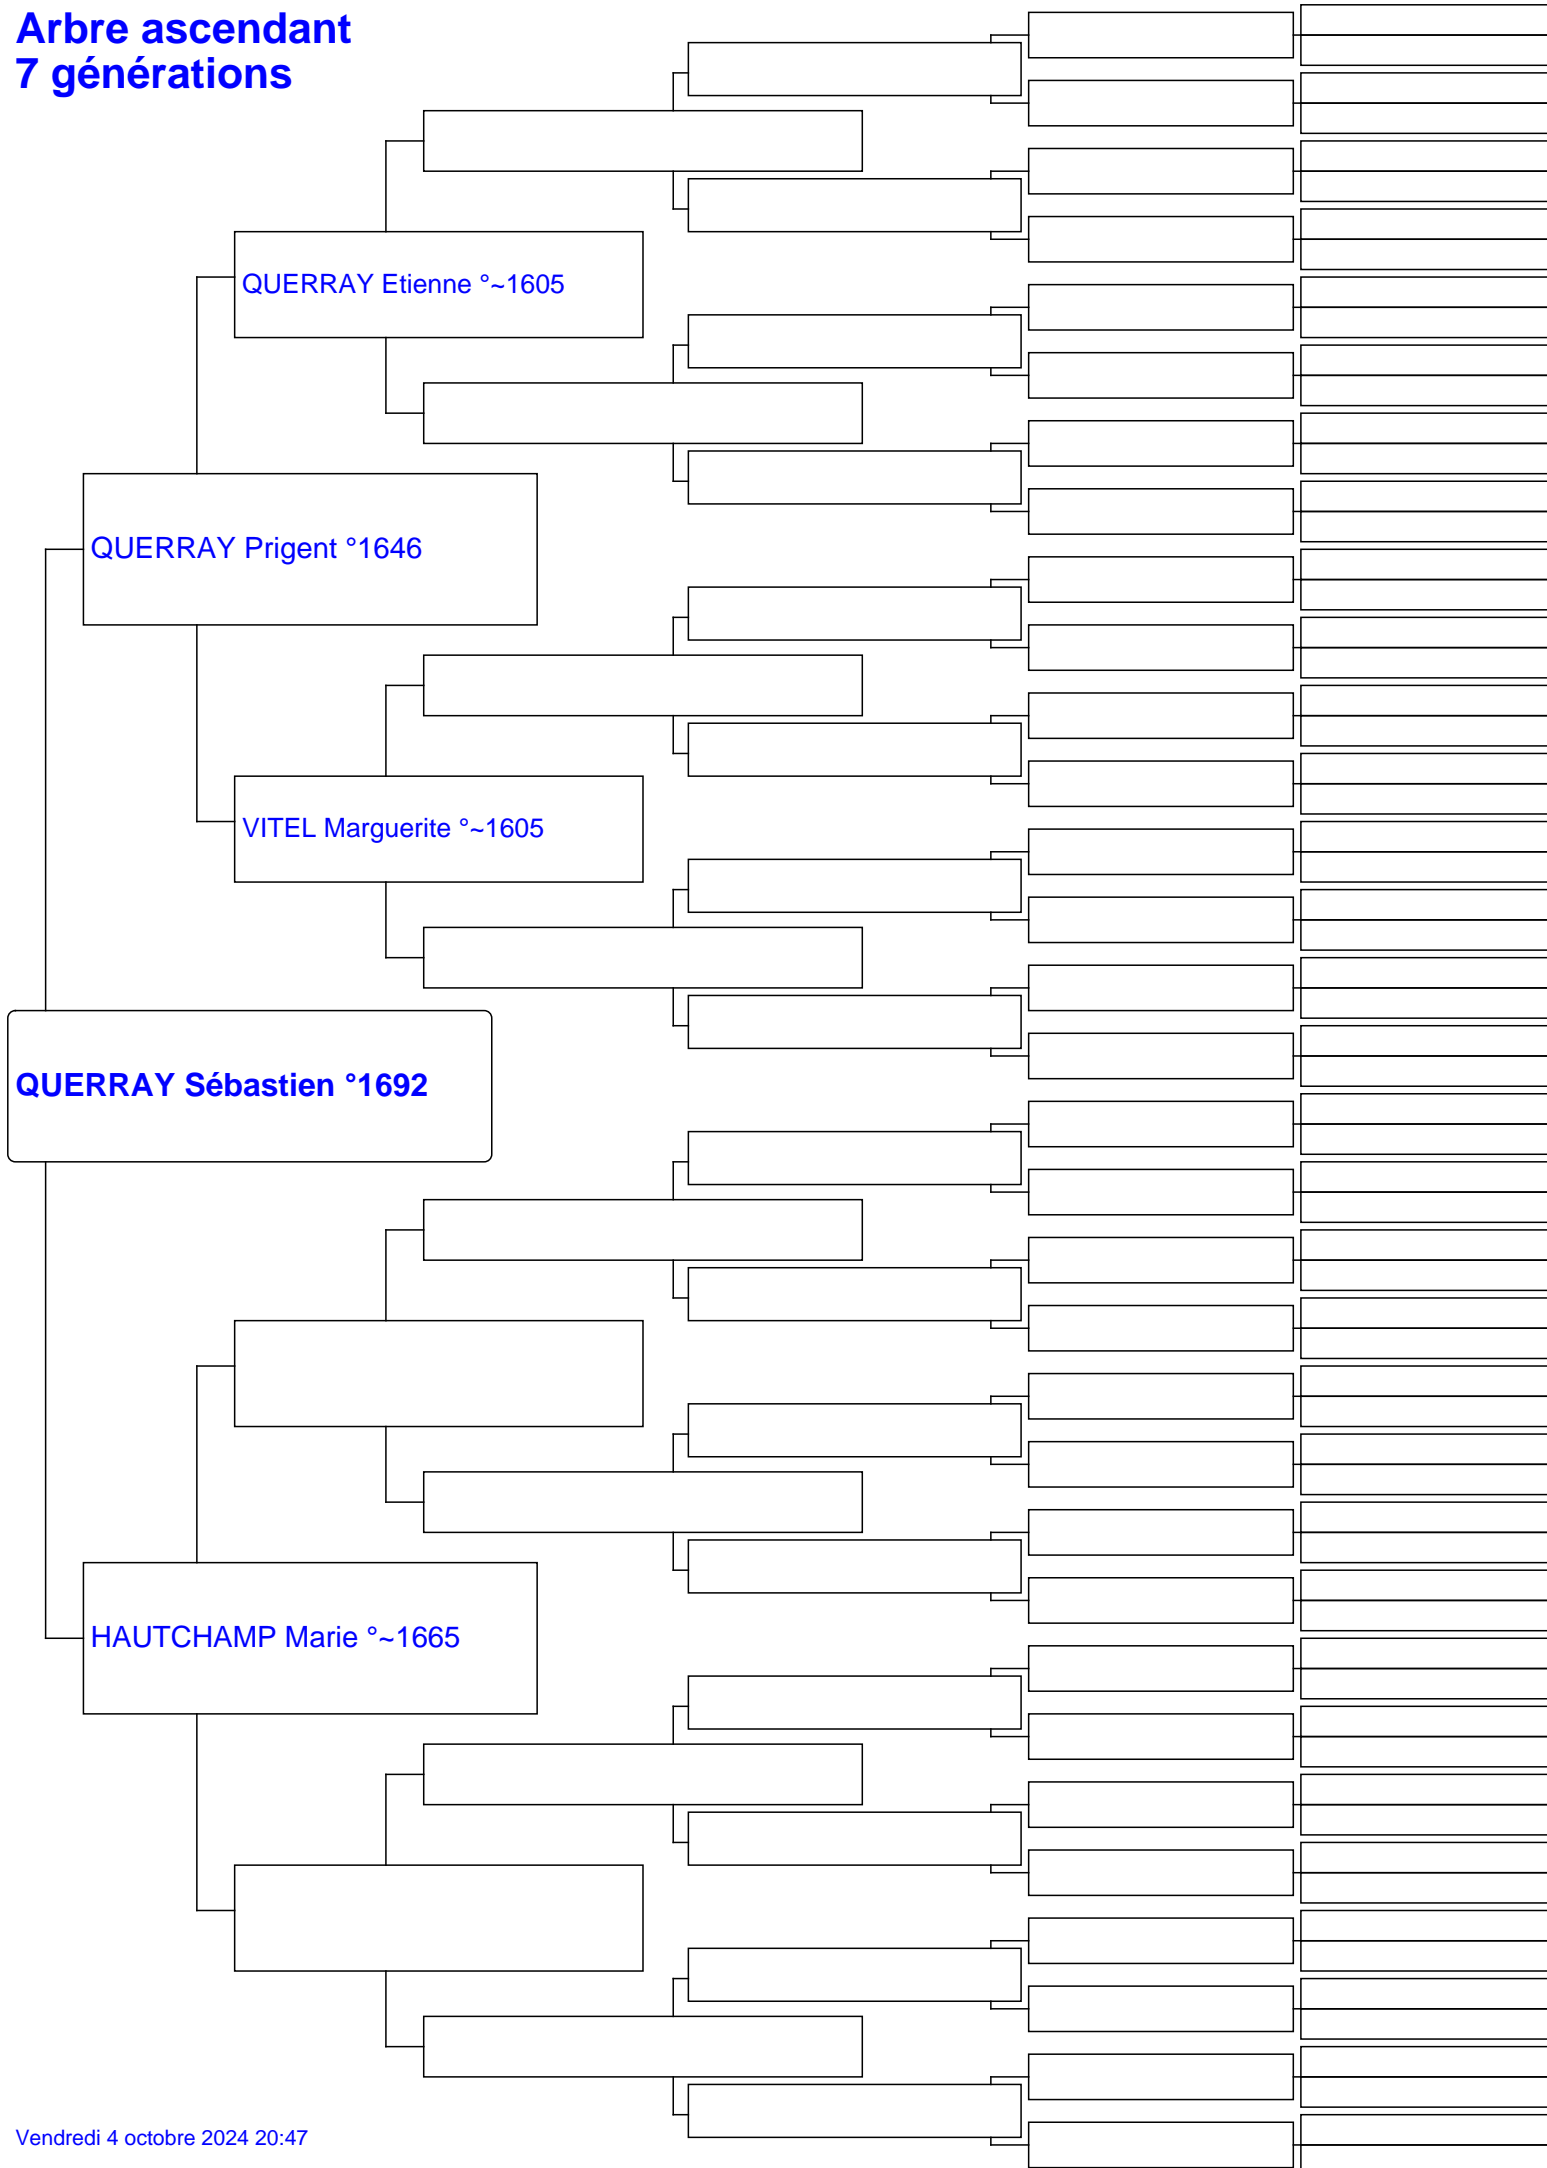 Arbre ascendant
7 générations
QUERRAY Etienne °~1605
QUERRAY Prigent °1646
VITEL Marguerite °~1605
QUERRAY Sébastien °1692
HAUTCHAMP Marie °~1665
Vendredi 4 octobre 2024 20:47